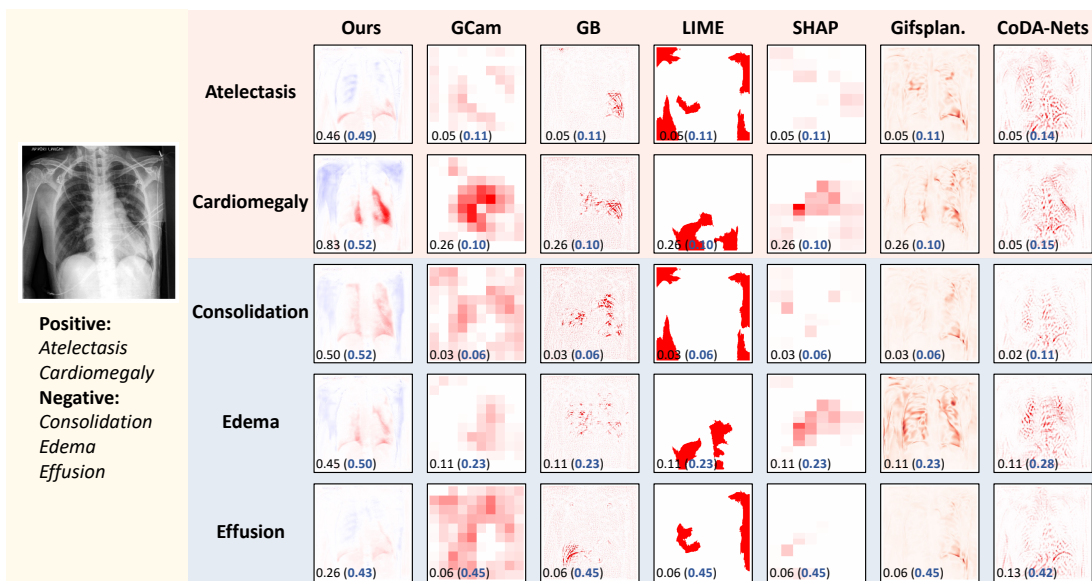 Ours GCam GB LIME SHAP Gifsplan. CoDA-Nets
Atelectasis
0.46 (0.49) 0.05 (0.11) 0.05 (0.11) 0.05 (0.11) 0.05 (0.11) 0.05 (0.11) 0.05 (0.14)
Cardiomegaly
0.83 (0.52) 0.26 (0.10) 0.26 (0.10) 0.26 (0.10) 0.26 (0.10) 0.26 (0.10) 0.05 (0.15)
Consolidation
0.50 (0.52) 0.03 (0.06) 0.03 (0.06) 0.03 (0.06) 0.03 (0.06) 0.03 (0.06) 0.02 (0.11)
Edema
0.45 (0.50) 0.11 (0.23) 0.11 (0.23) 0.11 (0.23) 0.11 (0.23) 0.11 (0.23) 0.11 (0.28)
Effusion
0.26 (0.43) 0.06 (0.45) 0.06 (0.45) 0.06 (0.45) 0.06 (0.45) 0.06 (0.45) 0.13 (0.42)
Positive:
Atelectasis
Cardiomegaly
Negative:
Consolidation
Edema
Effusion